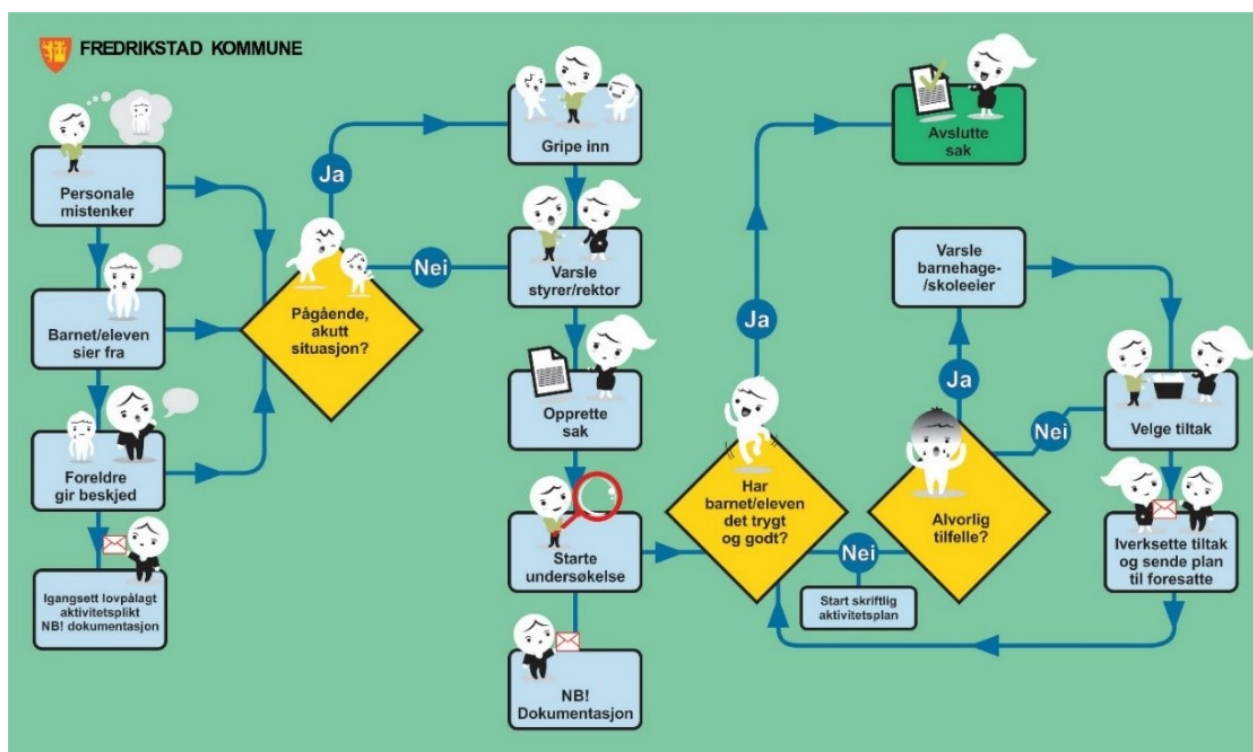 FREDRIKSTAD KOMMUNE
Personale
mistenker
Barnet/eleven
sier fra
Foreldre
gir beskjed
Igangsett lovpålagt
aktivitetsplikt
NB! dokumentasjon
Pågående,
akutt
situasjon?
Ja
Nei
Gripe inn
Varsle
styrer/rektor
Opprette
sak
Starte
undersøkelse
NB!
Dokumentasjon
Har
barnet/eleven
det trygt
og godt?
Ja
Avslutte
sak
Nei
Start skriftlig
aktivitetsplan
Alvorlig
tilfelle?
Ja
Varsle
barnehage-
/skoleeier
Nei
Velge tiltak
Iverksette tiltak
og sende plan
til foresatte